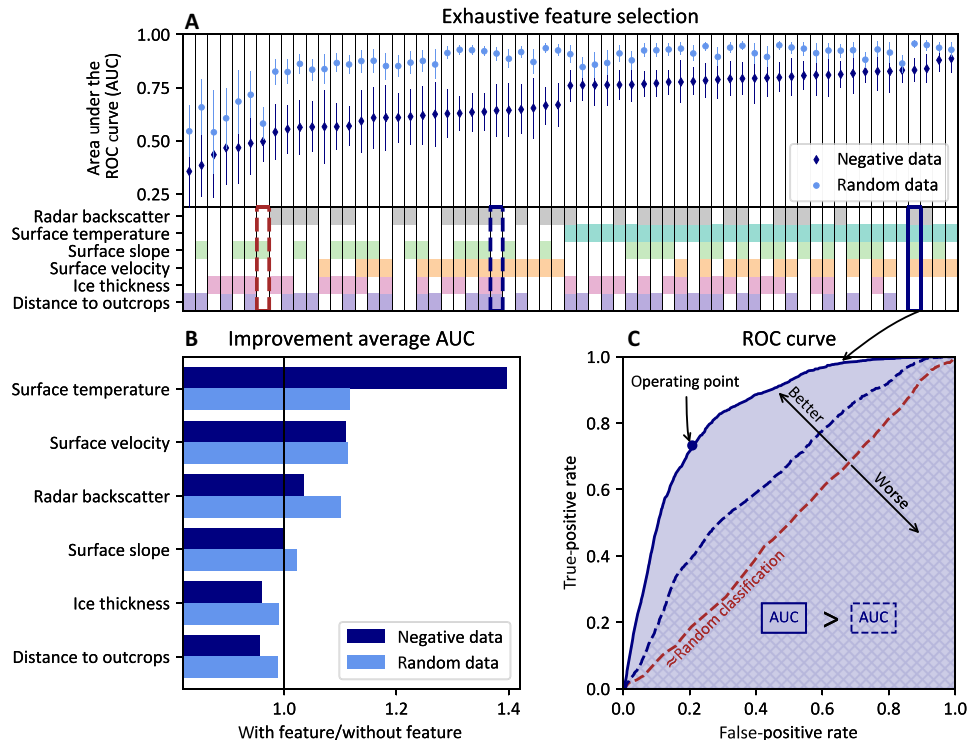 A
Exhaustive feature selection
Area under the
ROC curve (AUC)
1.00
0.75
0.50
0.25
Negative data
Random data
Radar backscatter
Surface temperature
Surface slope
Surface velocity
Ice thickness
Distance to outcrops
B
Improvement average AUC
Surface temperature
Surface velocity
Radar backscatter
Surface slope
Ice thickness
Distance to outcrops
Negative data
Random data
1.0
1.2
1.4
With feature/without feature
C
ROC curve
True-positive rate
1.0
0.8
0.6
0.4
0.2
0.0
Operating point
Better
Worse
≈Random classification
AUC > AUC
0.0
0.2
0.4
0.6
0.8
1.0
False-positive rate